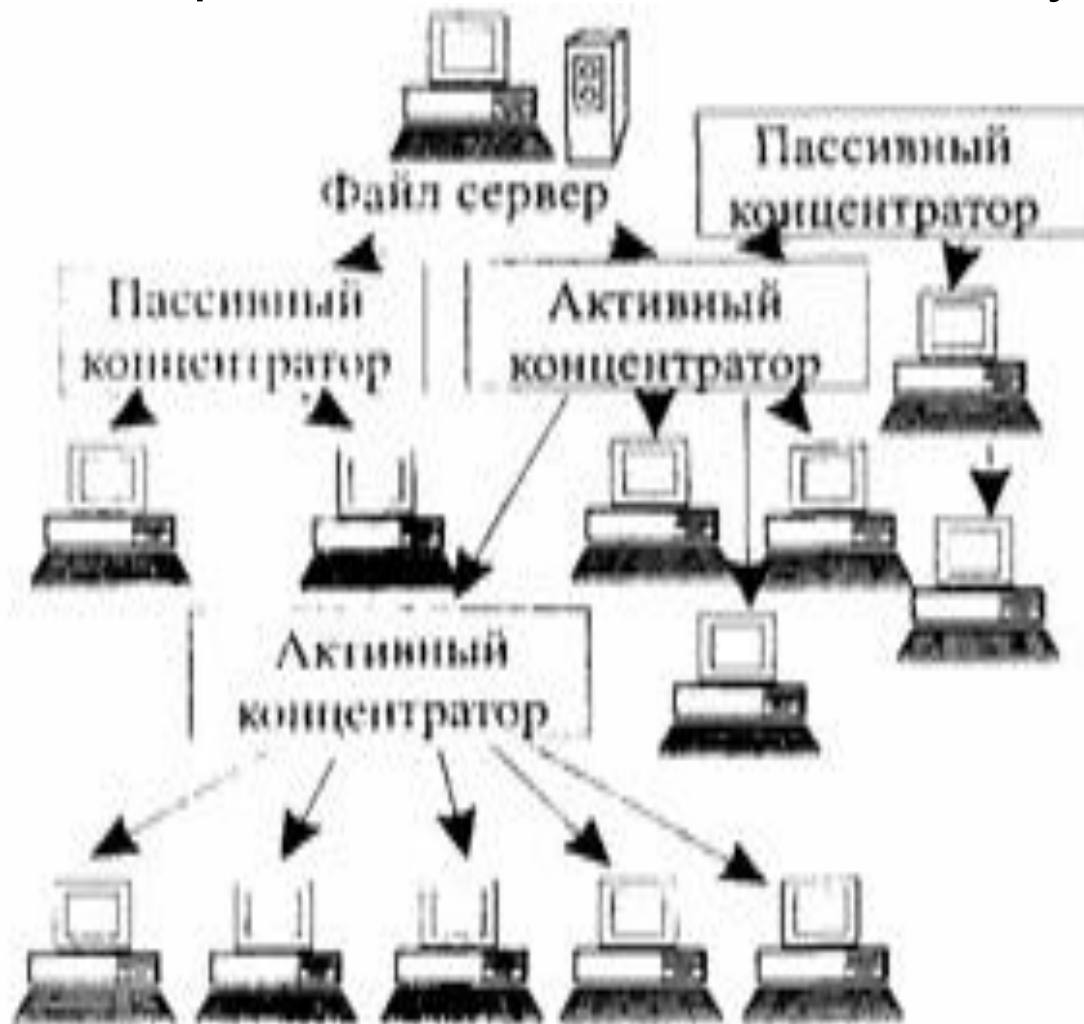 Файл сервер
Пассивный
концентратор
Пассивный
концентратор
Активный
концентратор
Активный
концентратор